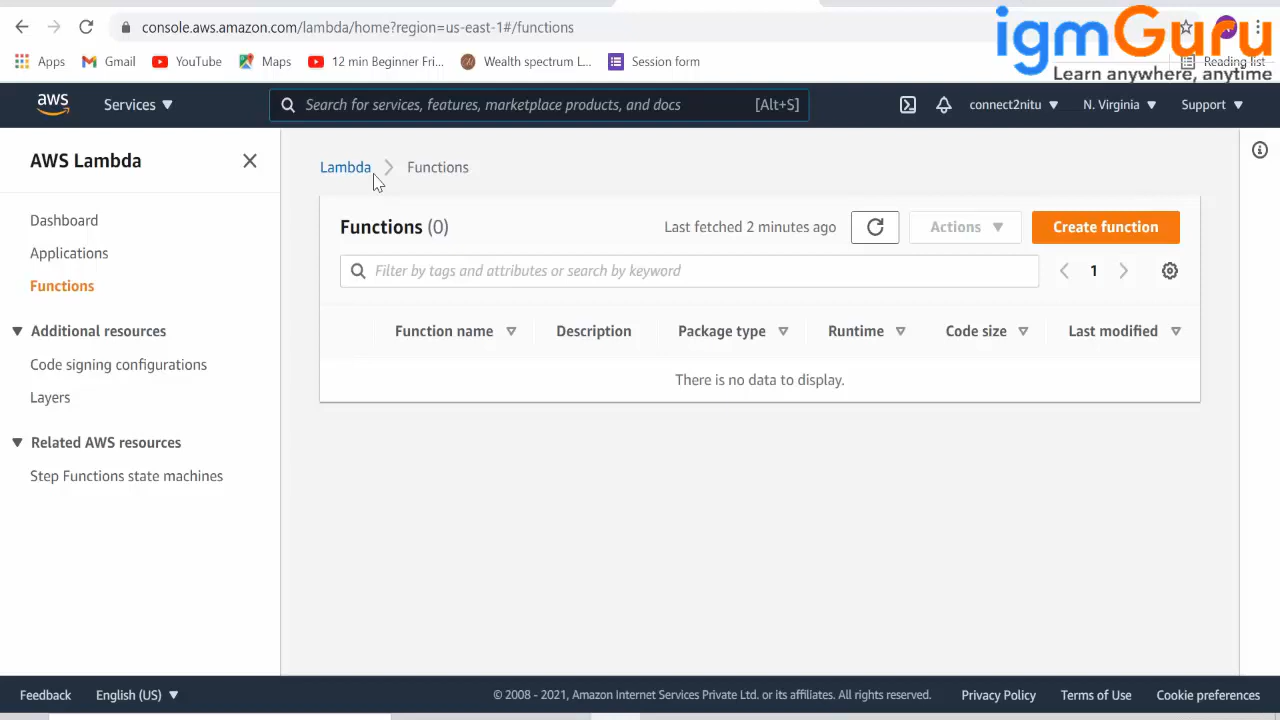 console.aws.amazon.com/lambda/home?region=us-east-1#/functions
igmGuru
Learn anywhere, anytime
Apps Gmail YouTube Maps 12 min Beginner Fri... Wealth spectrum L... Session form Reading list
aws Services ▼ Search for services, features, marketplace products, and docs [Alt+S] connect2nitu ▼ N. Virginia ▼ Support ▼
AWS Lambda
Dashboard
Applications
Functions
Additional resources
Code signing configurations
Layers
Related AWS resources
Step Functions state machines
Lambda > Functions
Functions (0) Last fetched 2 minutes ago Actions ▼ Create function
Filter by tags and attributes or search by keyword < 1 >
Function name Description Package type Runtime Code size Last modified
There is no data to display.
Feedback English (US) ▼ © 2008 - 2021, Amazon Internet Services Private Ltd. or its affiliates. All rights reserved. Privacy Policy Terms of Use Cookie preferences